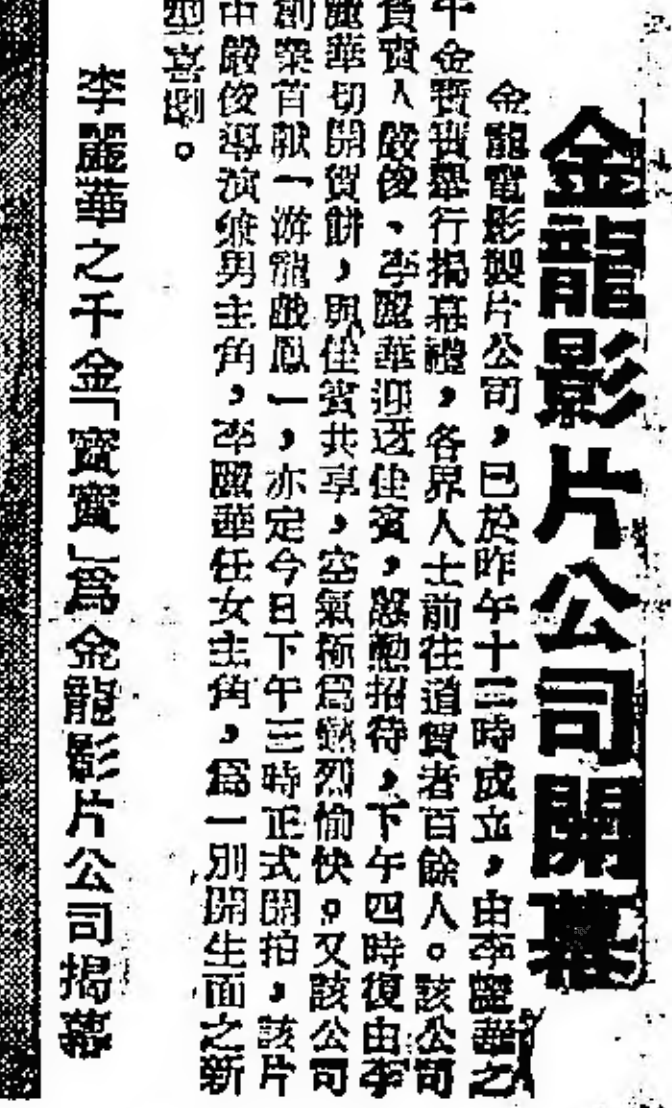 金龍影片公司開幕
金龍電影製片公司，已於昨午十二時成立，由李麗華之
千金寶寶舉行揭幕禮，各界人士前往道賀者百餘人。該公司
負責人嚴俊、李麗華迎迓佳賓，慇懃招待，下午四時復由李
麗華切開賀餅，與佳賓共享，空氣極爲熱烈愉快。又該公司
創業首献「游龍戲鳳」，亦定今日下午三時正式開拍，該片
由嚴俊導演兼男主角，李麗華任女主角，爲一別開生面之新
型喜劇。
李麗華之千金「寶寶」爲金龍影片公司揭幕